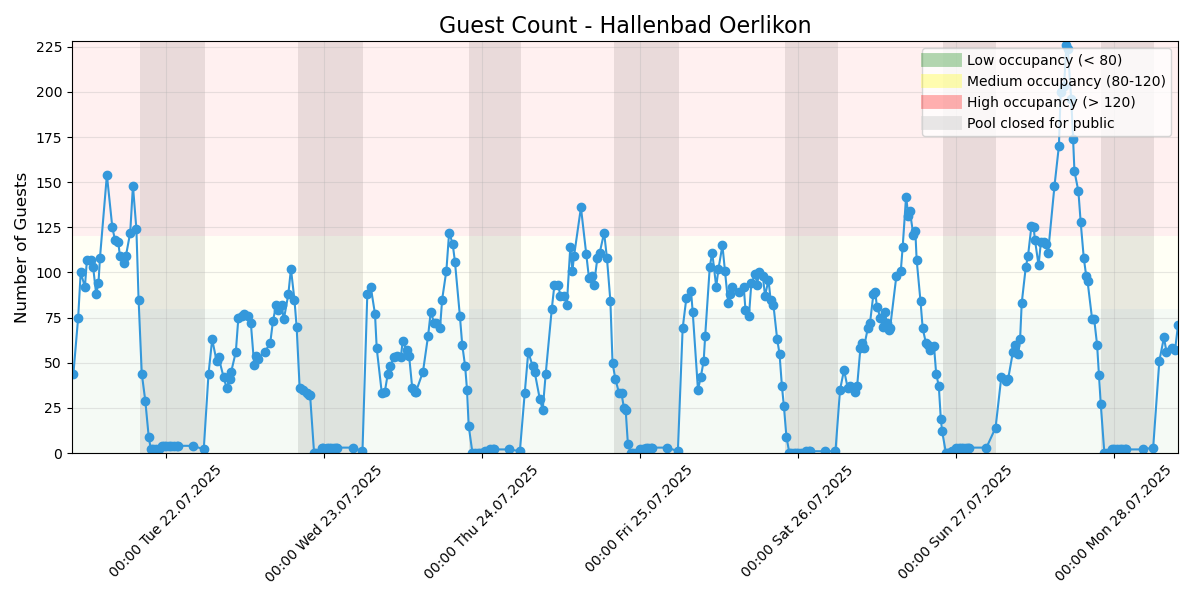 Guest Count - Hallenbad Oerlikon
Number of Guests
225
200
175
150
125
100
75
50
25
0
Low occupancy (< 80)
Medium occupancy (80-120)
High occupancy (> 120)
Pool closed for public
00:00 Tue 22.07.2025
00:00 Wed 23.07.2025
00:00 Thu 24.07.2025
00:00 Fri 25.07.2025
00:00 Sat 26.07.2025
00:00 Sun 27.07.2025
00:00 Mon 28.07.2025